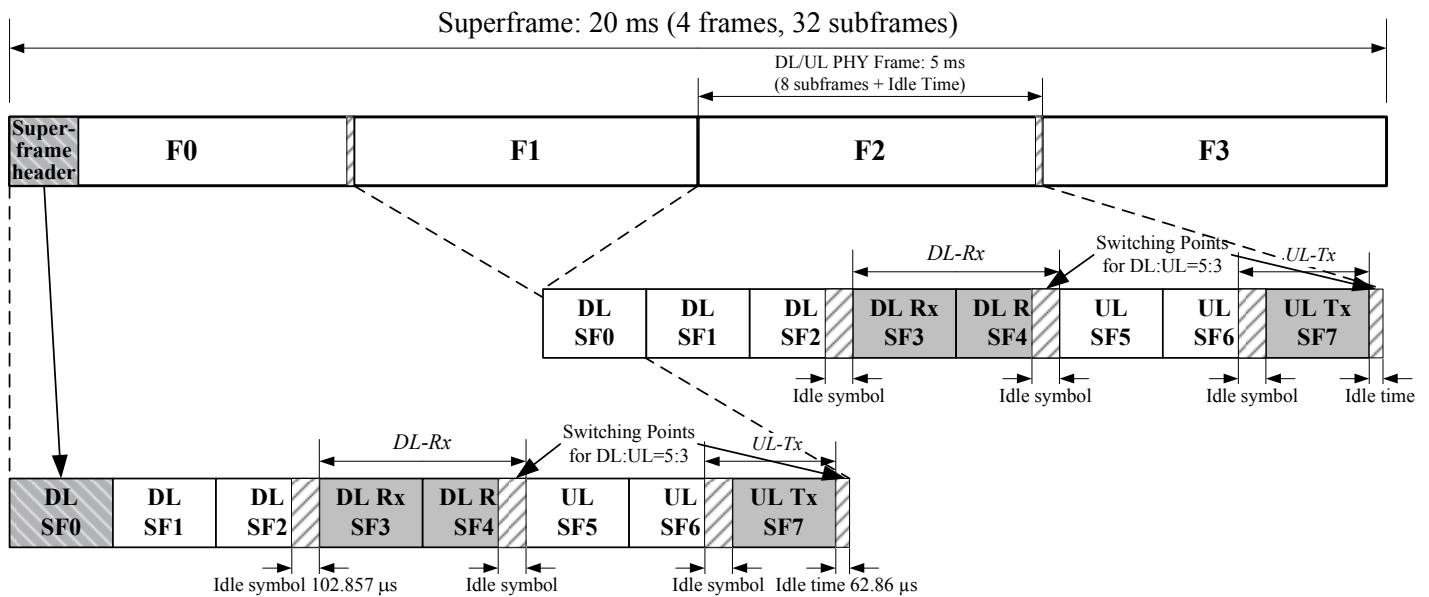 Superframe: 20 ms (4 frames, 32 subframes)
DL/UL PHY Frame: 5 ms
(8 subframes + Idle Time)
Super-
frame
header
F0
F1
F2
F3
DL-Rx
Switching Points
for DL:UL=5:3
UL-Tx
DL
SF0
DL
SF1
DL
SF2
DL Rx
SF3
DL R
SF4
UL
SF5
UL
SF6
UL Tx
SF7
Idle symbol
Idle symbol
Idle symbol
Idle time
DL-Rx
Switching Points
for DL:UL=5:3
UL-Tx
DL
SF0
DL
SF1
DL
SF2
DL Rx
SF3
DL R
SF4
UL
SF5
UL
SF6
UL Tx
SF7
Idle symbol 102.857 µs
Idle symbol
Idle symbol
Idle time 62.86 µs